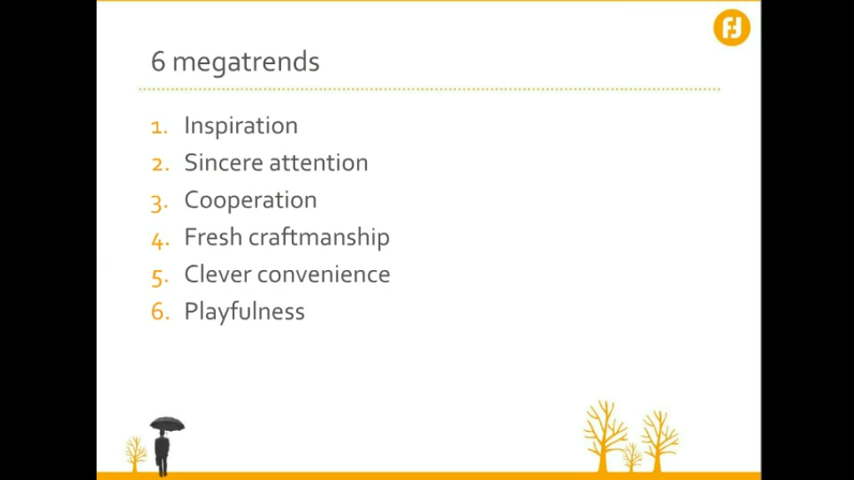 6 megatrends
1. Inspiration
2. Sincere attention
3. Cooperation
4. Fresh craftmanship
5. Clever convenience
6. Playfulness